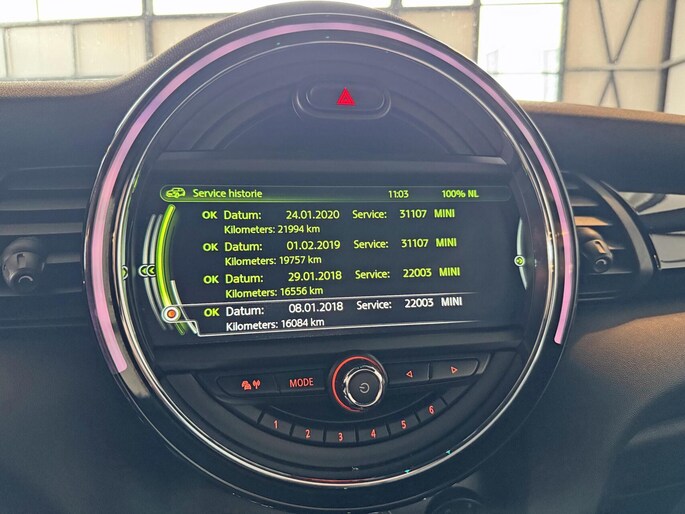 Service historie 11:03 100% NL
OK Datum: 24.01.2020 Service: 31107 MINI
Kilometers: 21994 km
OK Datum: 01.02.2019 Service: 31107 MINI
Kilometers: 19757 km
OK Datum: 29.01.2018 Service: 22003 MINI
Kilometers: 16556 km
OK Datum: 08.01.2018 Service: 22003 MINI
Kilometers: 16084 km
MODE
1 2 3 4 5 6